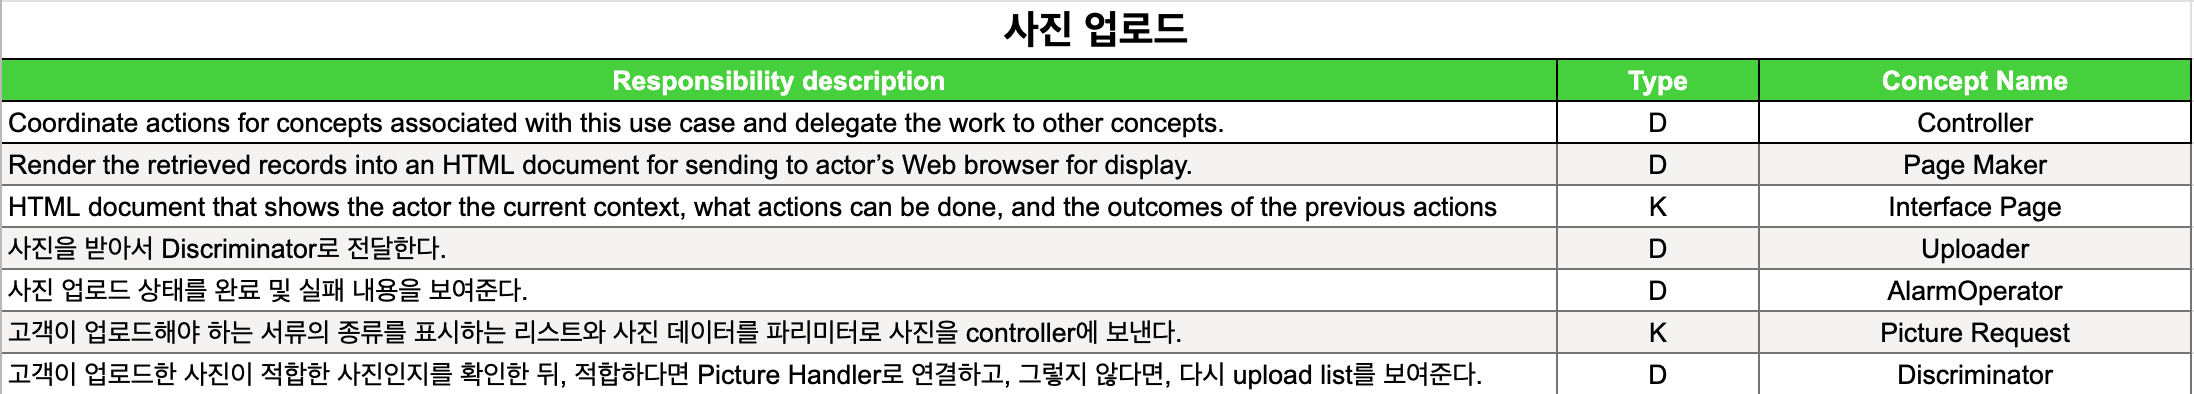 사진 업로드
Responsibility description Type Concept Name
Coordinate actions for concepts associated with this use case and delegate the work to other concepts. D Controller
Render the retrieved records into an HTML document for sending to actor’s Web browser for display. D Page Maker
HTML document that shows the actor the current context, what actions can be done, and the outcomes of the previous actions K Interface Page
사진을 받아서 Discriminator로 전달한다. D Uploader
사진 업로드 상태를 완료 및 실패 내용을 보여준다. D AlarmOperator
고객이 업로드해야 하는 서류의 종류를 표시하는 리스트와 사진 데이터를 파리미터로 사진을 controller에 보낸다. K Picture Request
고객이 업로드한 사진이 적합한 사진인지를 확인한 뒤, 적합하다면 Picture Handler로 연결하고, 그렇지 않다면, 다시 upload list를 보여준다. D Discriminator